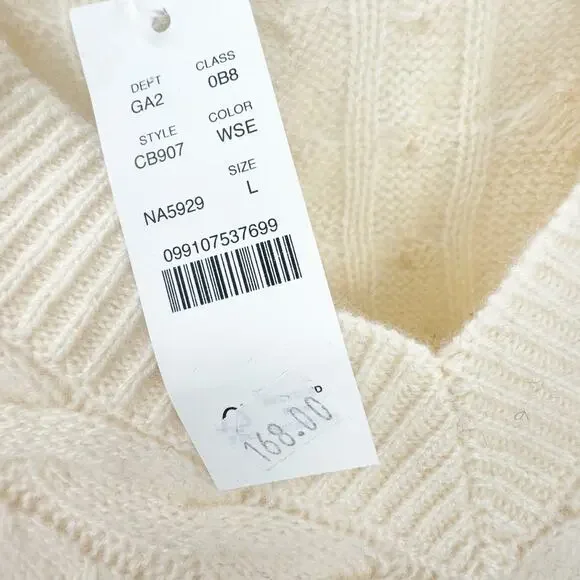 DEPT CLASS
GA2 0B8
STYLE COLOR
CB907 WSE
SIZE
NA5929 L
099107537699
168.00